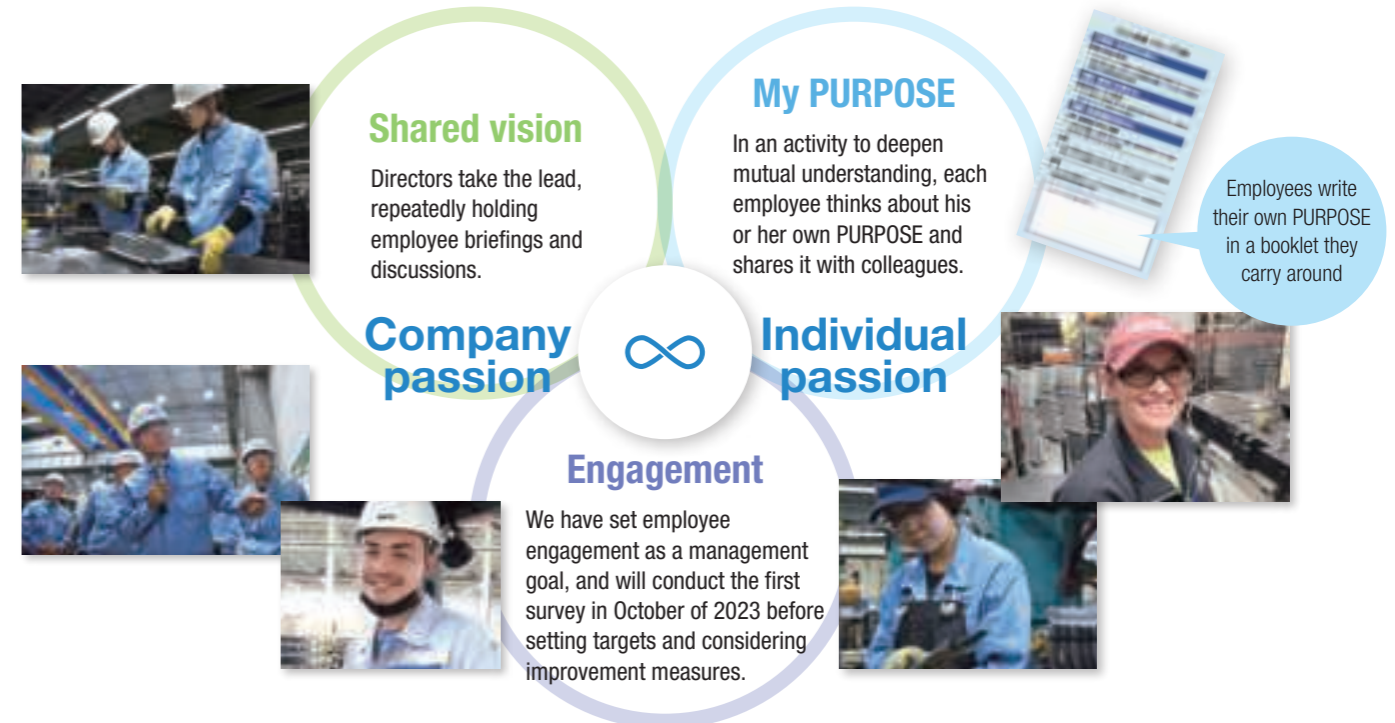 Shared vision
Directors take the lead,
repeatedly holding
employee briefings and
discussions.
My PURPOSE
In an activity to deepen
mutual understanding, each
employee thinks about his
or her own PURPOSE and
shares it with colleagues.
Employees write
their own PURPOSE
in a booklet they
carry around
Company
passion
Individual
passion
Engagement
We have set employee
engagement as a management
goal, and will conduct the first
survey in October of 2023 before
setting targets and considering
improvement measures.